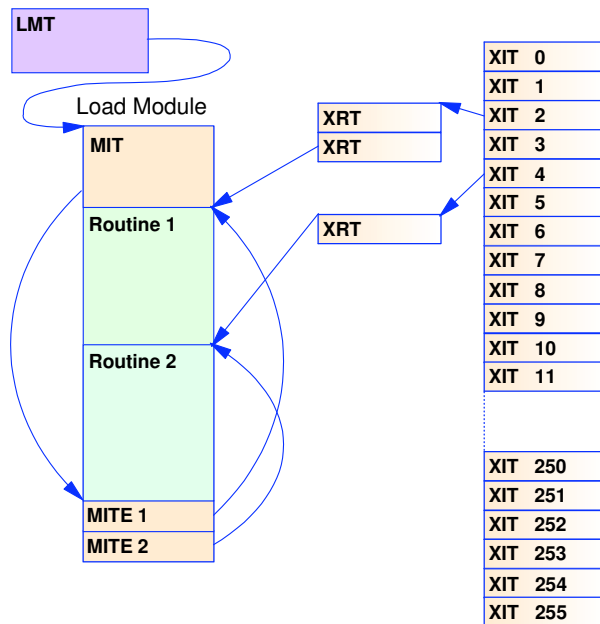 LMT
Load Module
MIT
Routine 1
Routine 2
MITE 1
MITE 2
XRT
XRT
XRT
XIT 0
XIT 1
XIT 2
XIT 3
XIT 4
XIT 5
XIT 6
XIT 7
XIT 8
XIT 9
XIT 10
XIT 11
XIT 250
XIT 251
XIT 252
XIT 253
XIT 254
XIT 255